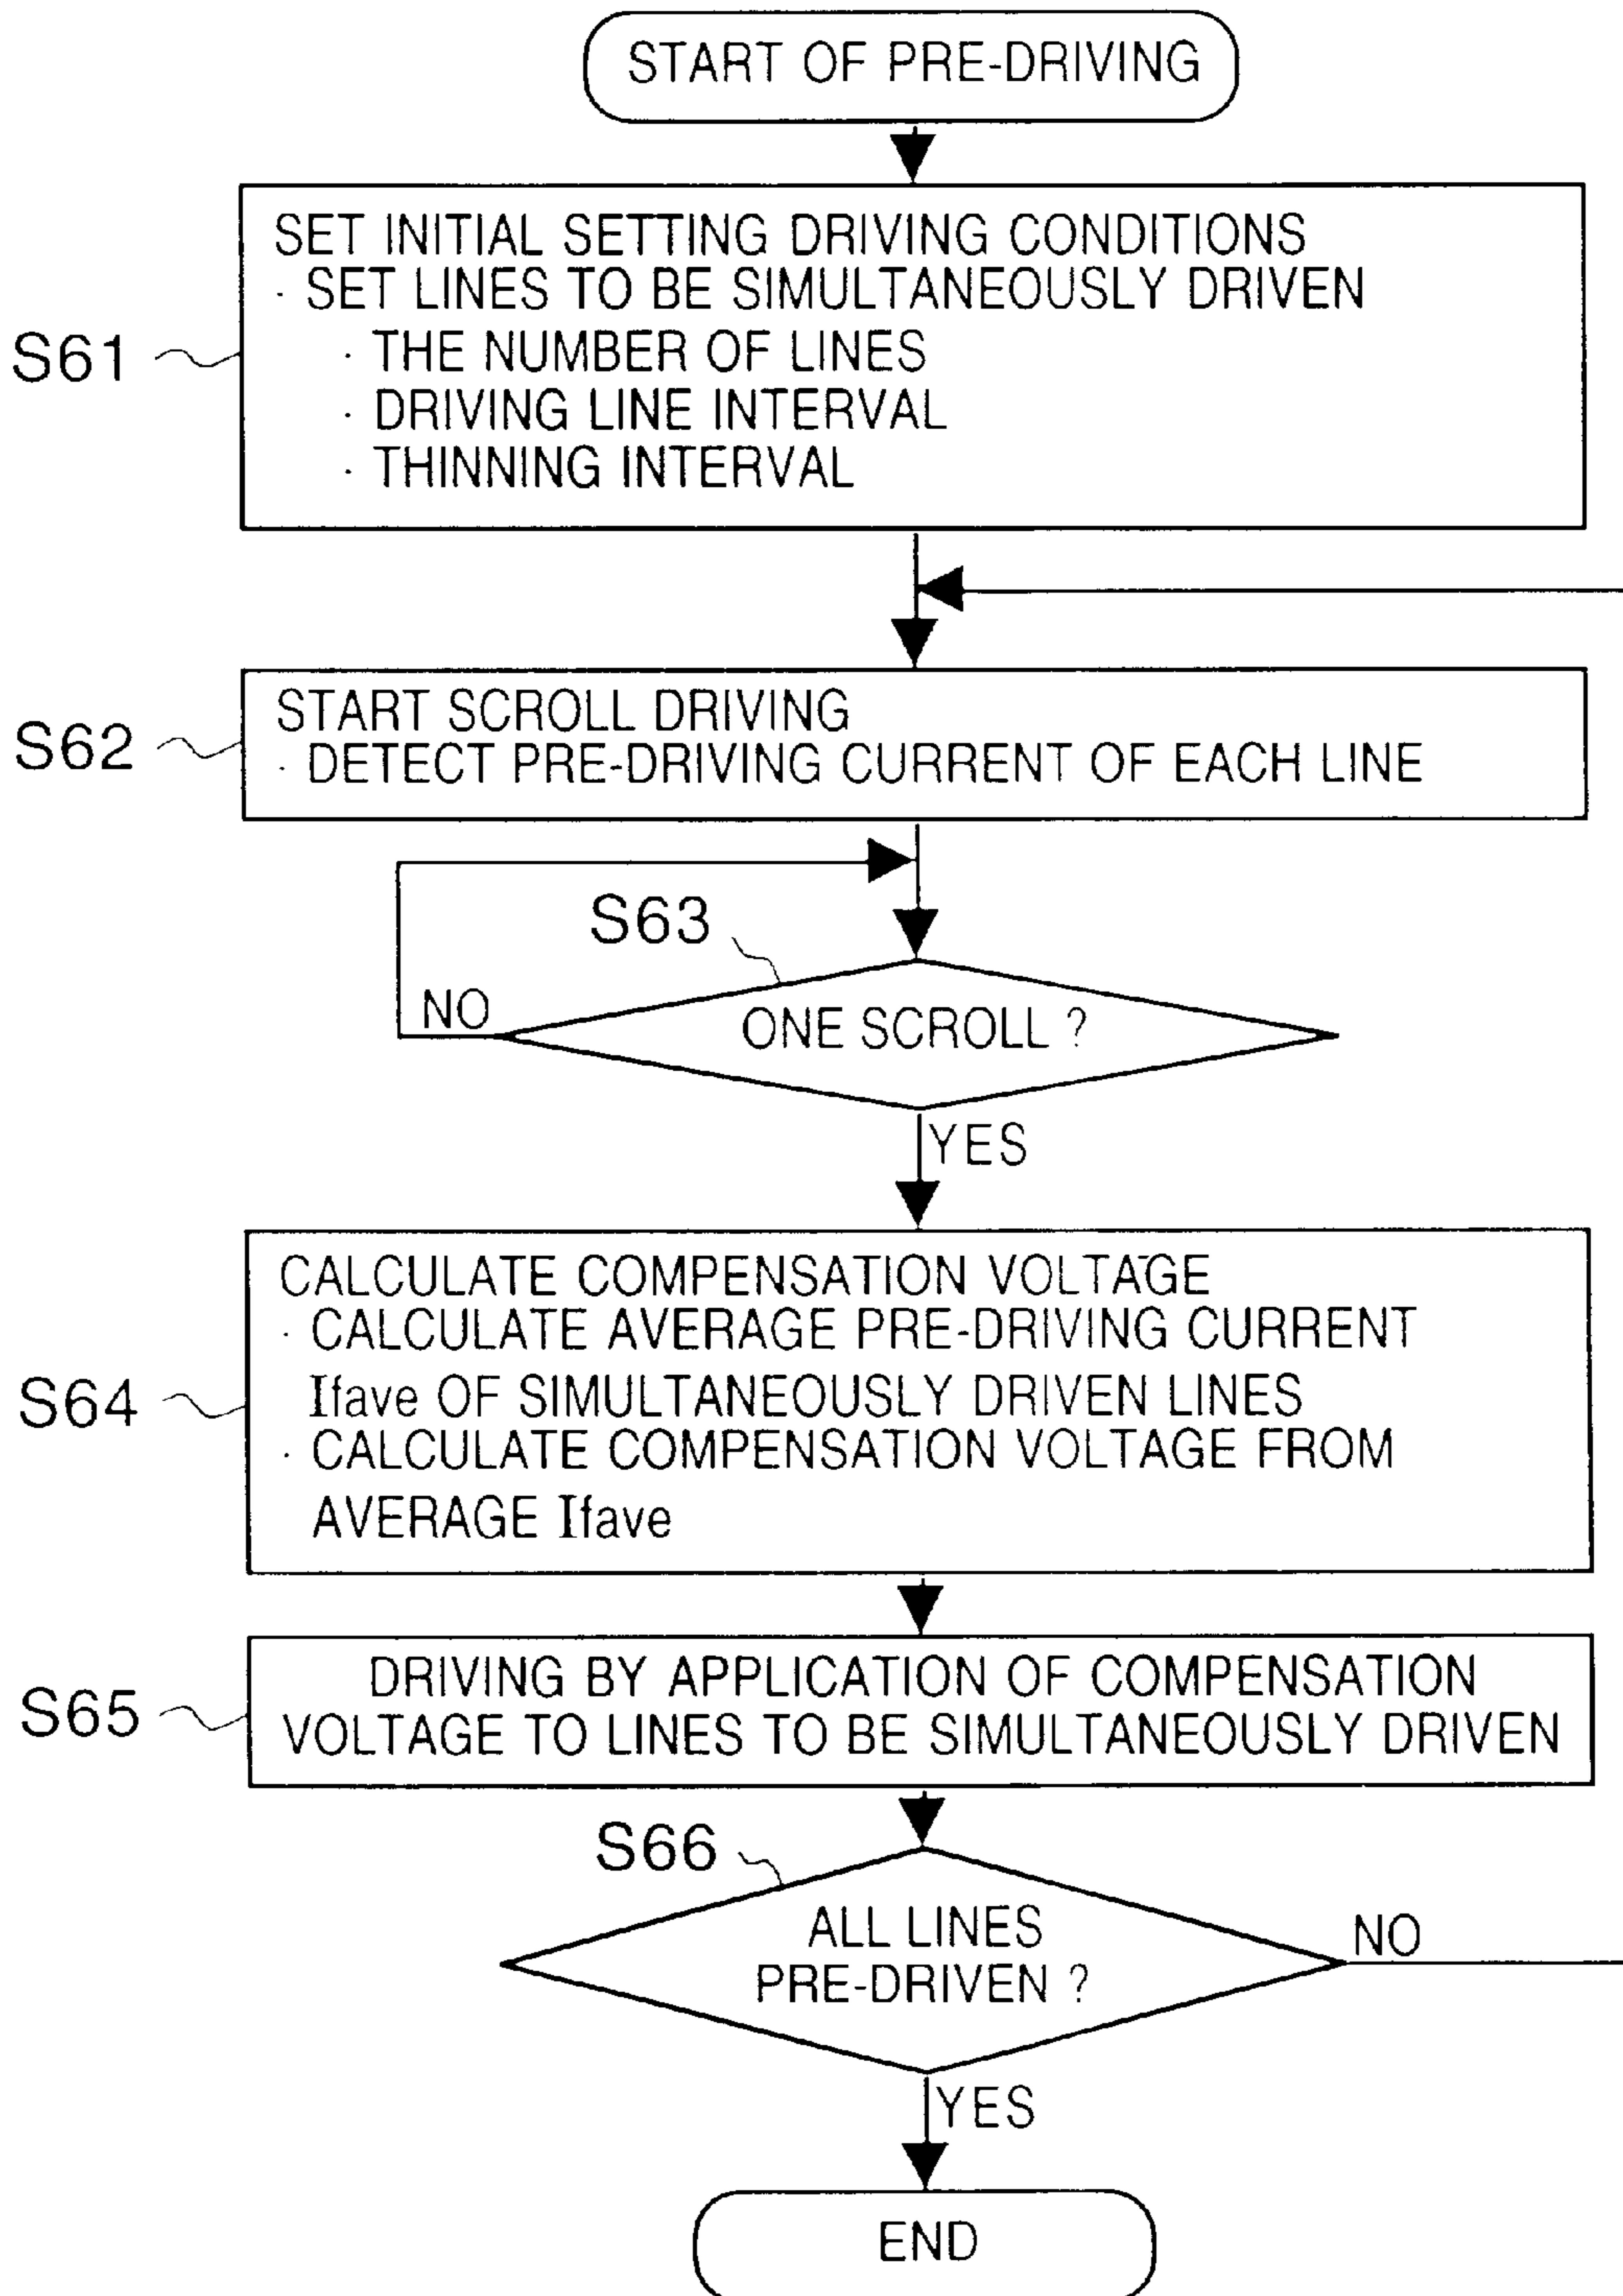 START OF PRE-DRIVING
S61
SET INITIAL SETTING DRIVING CONDITIONS
· SET LINES TO BE SIMULTANEOUSLY DRIVEN
· THE NUMBER OF LINES
· DRIVING LINE INTERVAL
· THINNING INTERVAL
S62
START SCROLL DRIVING
· DETECT PRE-DRIVING CURRENT OF EACH LINE
S63
NO
ONE SCROLL ?
YES
S64
CALCULATE COMPENSATION VOLTAGE
· CALCULATE AVERAGE PRE-DRIVING CURRENT
Ifave OF SIMULTANEOUSLY DRIVEN LINES
· CALCULATE COMPENSATION VOLTAGE FROM
AVERAGE Ifave
S65
DRIVING BY APPLICATION OF COMPENSATION
VOLTAGE TO LINES TO BE SIMULTANEOUSLY DRIVEN
S66
ALL LINES
PRE-DRIVEN ?
NO
YES
END